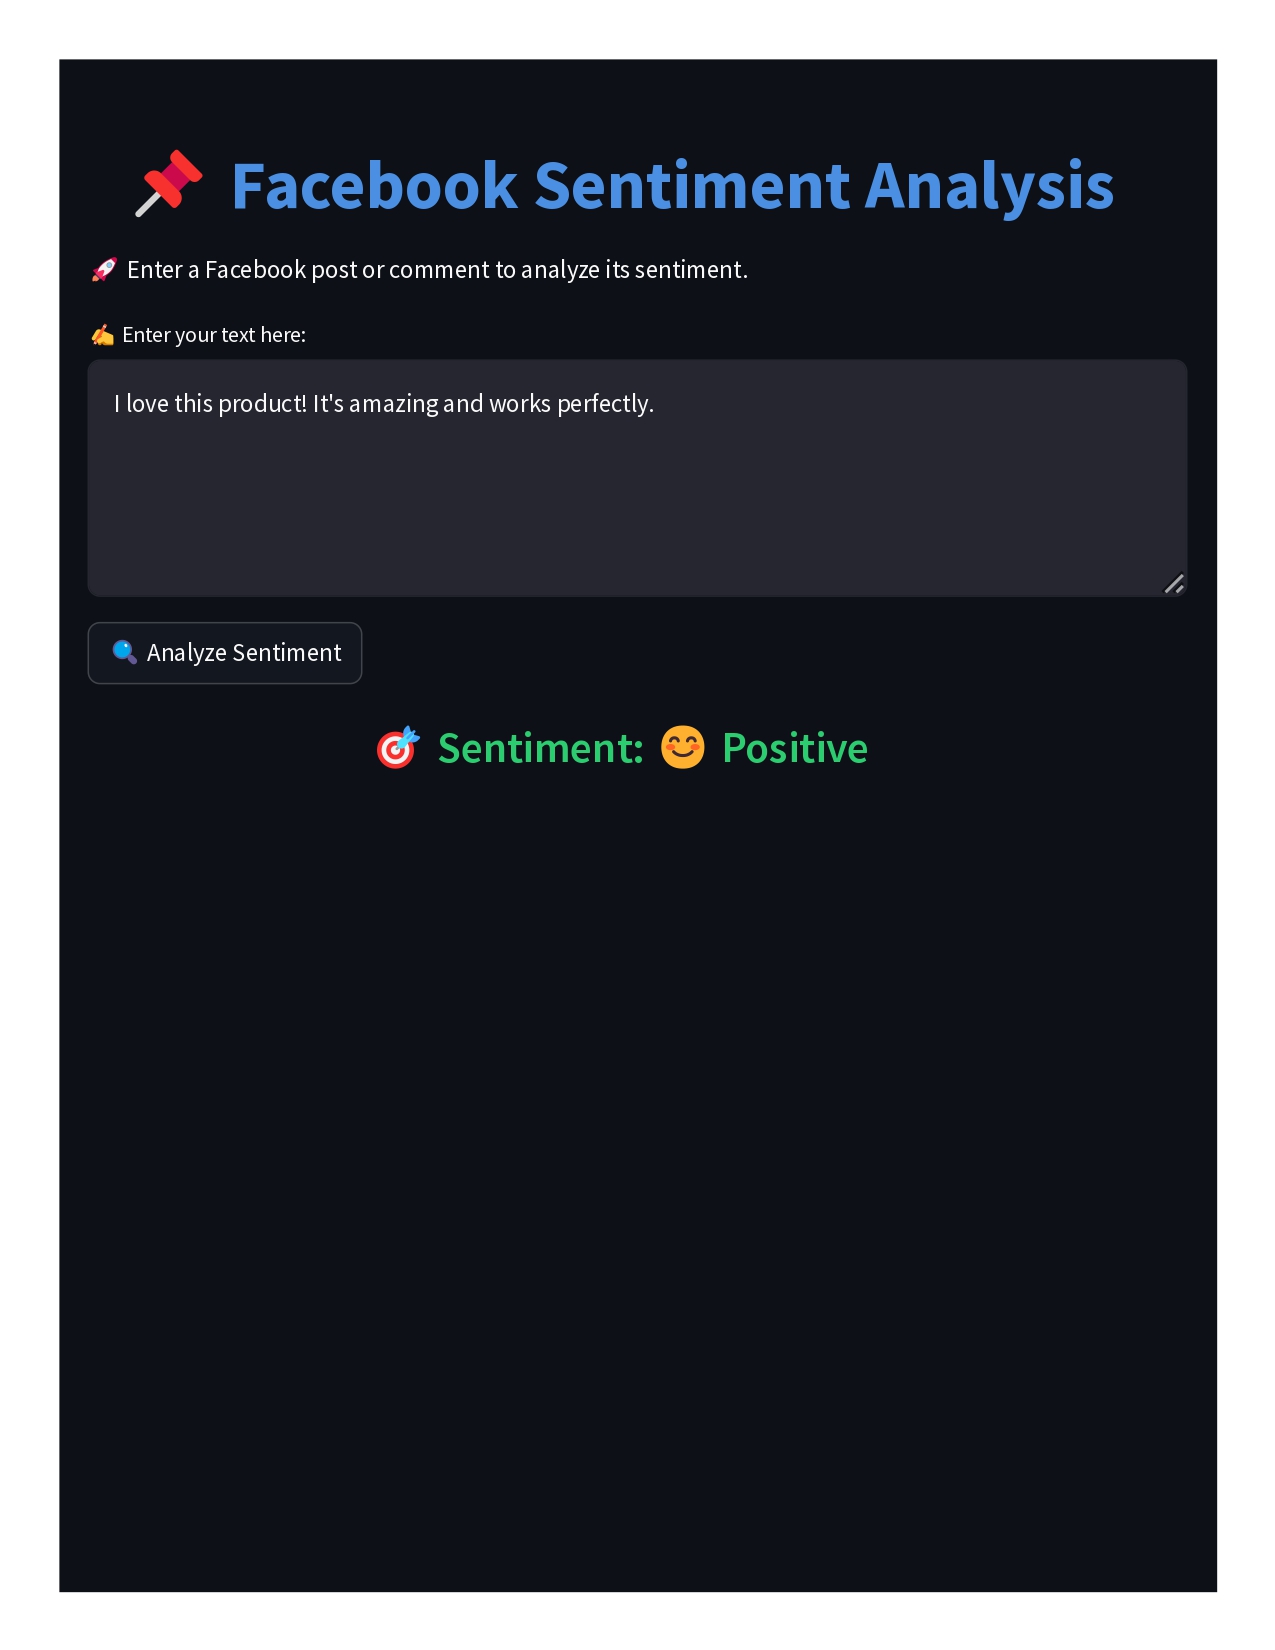 📌 Facebook Sentiment Analysis
🚀 Enter a Facebook post or comment to analyze its sentiment.
✍️ Enter your text here:
I love this product! It's amazing and works perfectly.
🔍 Analyze Sentiment
🎯 Sentiment: 😊 Positive